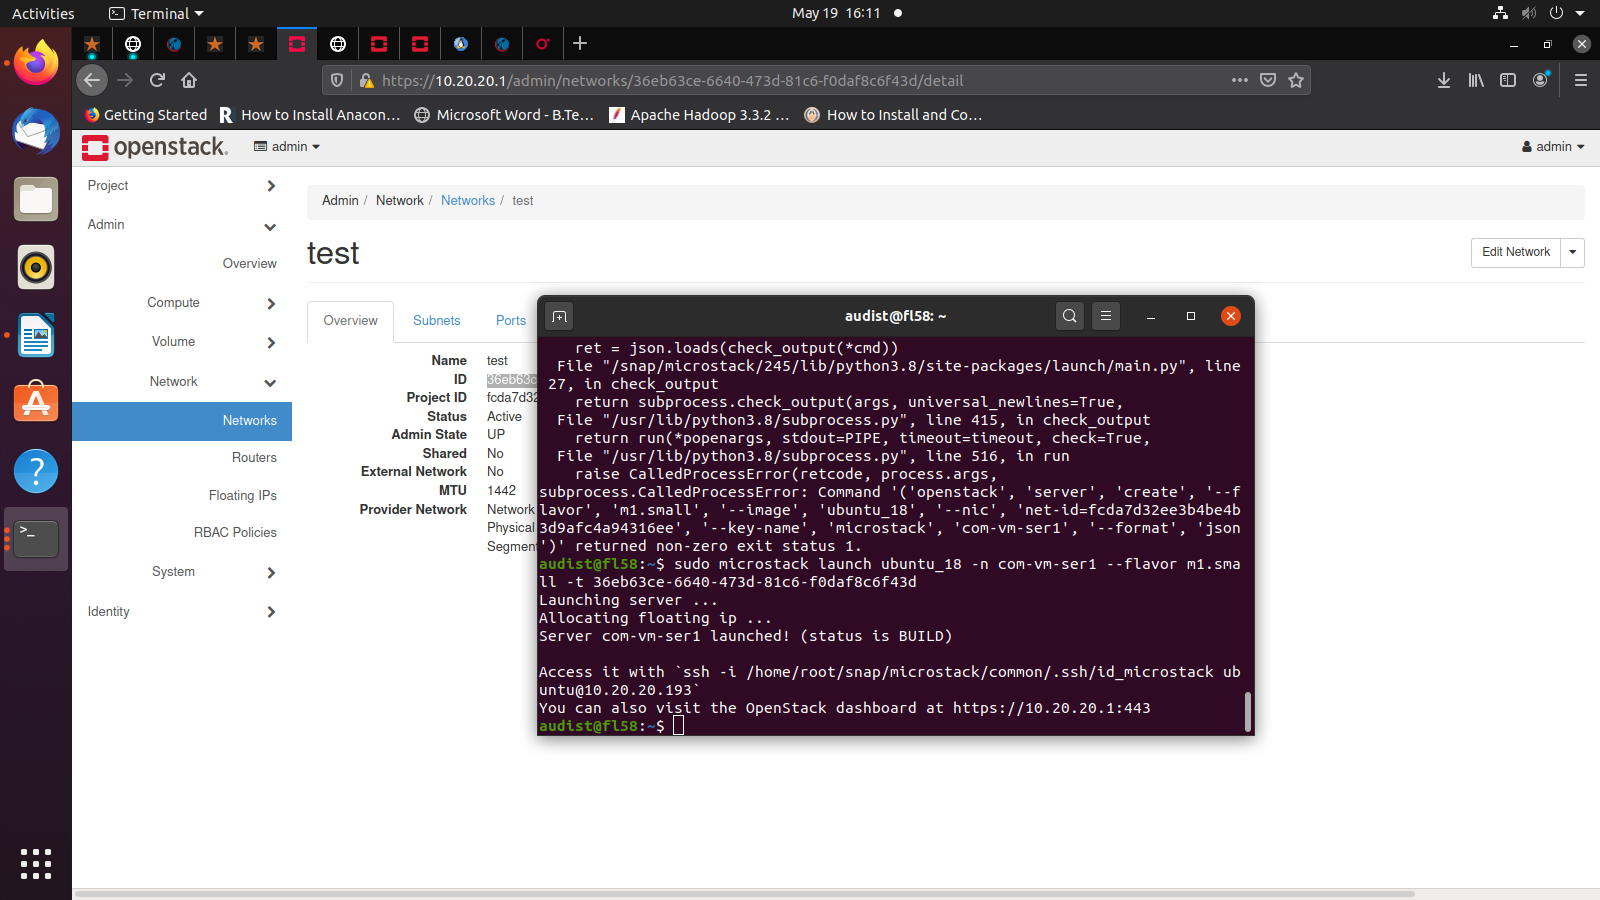 Activities
Terminal
May 19 16:11
https://10.20.20.1/admin/networks/36eb63ce-6640-473d-81c6-f0daf8c6f43d/detail
Getting Started
How to Install Anacon…
Microsoft Word - B.Te…
Apache Hadoop 3.3.2 …
How to Install and Co…
openstack.
admin
admin
Project
Admin
Overview
Compute
Volume
Network
Networks
Routers
Floating IPs
RBAC Policies
System
Identity
Admin / Network / Networks / test
test
Edit Network
Overview
Subnets
Ports
Name test
ID
Project ID fcda7d32
Status Active
Admin State UP
Shared No
External Network No
MTU 1442
Provider Network Network
Physical
Segment
audist@fl58: ~
ret = json.loads(check_output(*cmd))
File "/snap/microstack/245/lib/python3.8/site-packages/launch/main.py", line
27, in check_output
return subprocess.check_output(args, universal_newlines=True,
File "/usr/lib/python3.8/subprocess.py", line 415, in check_output
return run(*popenargs, stdout=PIPE, timeout=timeout, check=True,
File "/usr/lib/python3.8/subprocess.py", line 516, in run
raise CalledProcessError(retcode, process.args,
subprocess.CalledProcessError: Command '('openstack', 'server', 'create', '--f
lavor', 'm1.small', '--image', 'ubuntu_18', '--nic', 'net-id=fcda7d32ee3b4be4b
3d9afc4a94316ee', '--key-name', 'microstack', 'com-vm-ser1', '--format', 'json
')' returned non-zero exit status 1.
audist@fl58:~$ sudo microstack launch ubuntu_18 -n com-vm-ser1 --flavor m1.sma
ll -t 36eb63ce-6640-473d-81c6-f0daf8c6f43d
Launching server ...
Allocating floating ip ...
Server com-vm-ser1 launched! (status is BUILD)
Access it with `ssh -i /home/root/snap/microstack/common/.ssh/id_microstack ub
untu@10.20.20.193`
You can also visit the OpenStack dashboard at https://10.20.20.1:443
audist@fl58:~$